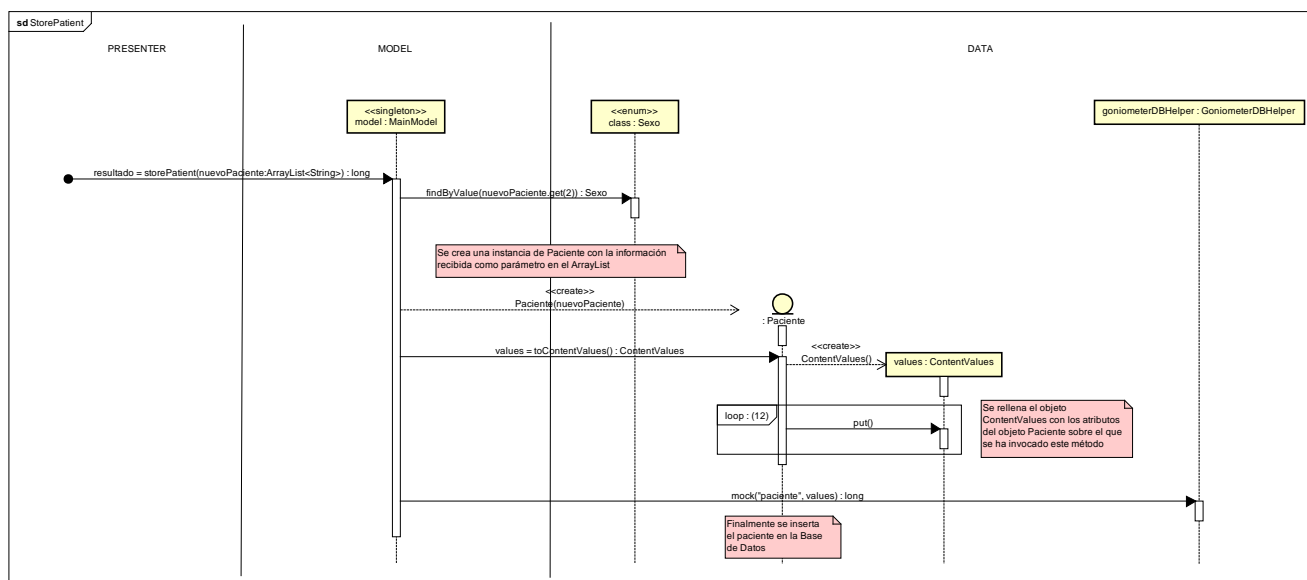 sd StorePatient
PRESENTER
MODEL
DATA
<<singleton>>
model : MainModel
<<enum>>
class : Sexo
goniometerDBHelper : GoniometerDBHelper
resultado = storePatient(nuevoPaciente:ArrayList<String>) : long
findByValue(nuevoPaciente.get(2)) : Sexo
Se crea una instancia de Paciente con la información
recibida como parámetro en el ArrayList
<<create>>
Paciente(nuevoPaciente)
: Paciente
values = toContentValues() : ContentValues
<<create>>
ContentValues()
values : ContentValues
loop : (12)
put()
Se rellena el objeto
ContentValues con los atributos
del objeto Paciente sobre el que
se ha invocado este método
mock("paciente", values) : long
Finalmente se inserta
el paciente en la Base
de Datos